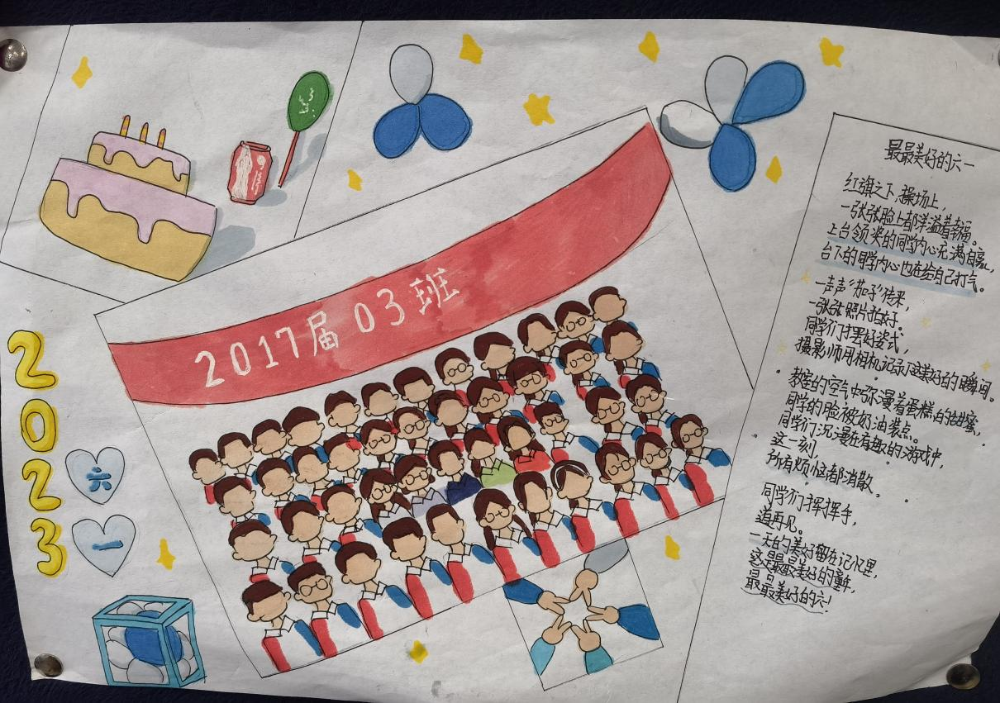 2017届 03班
2023
六
一
最最美好的六一
红旗之下,操场上,
一张张脸上都洋溢着幸福。
上台领奖的同学内心充满自豪,
台下的同学内心也在给自己打气。
一声声“茄子”传来,
一张张照片拍好。
同学们摆好姿式,
摄影师用相机记录下这美好的瞬间。
教室的空气中弥漫着蛋糕的甜蜜,
同学的脸被奶油装点。
同学们沉浸在有趣的游戏中,
这一刻,
所有烦恼都消散。
同学们挥挥手,
道再见。
一天的美好留在记忆里,
这是最最美好的童年,
最最美好的六一!